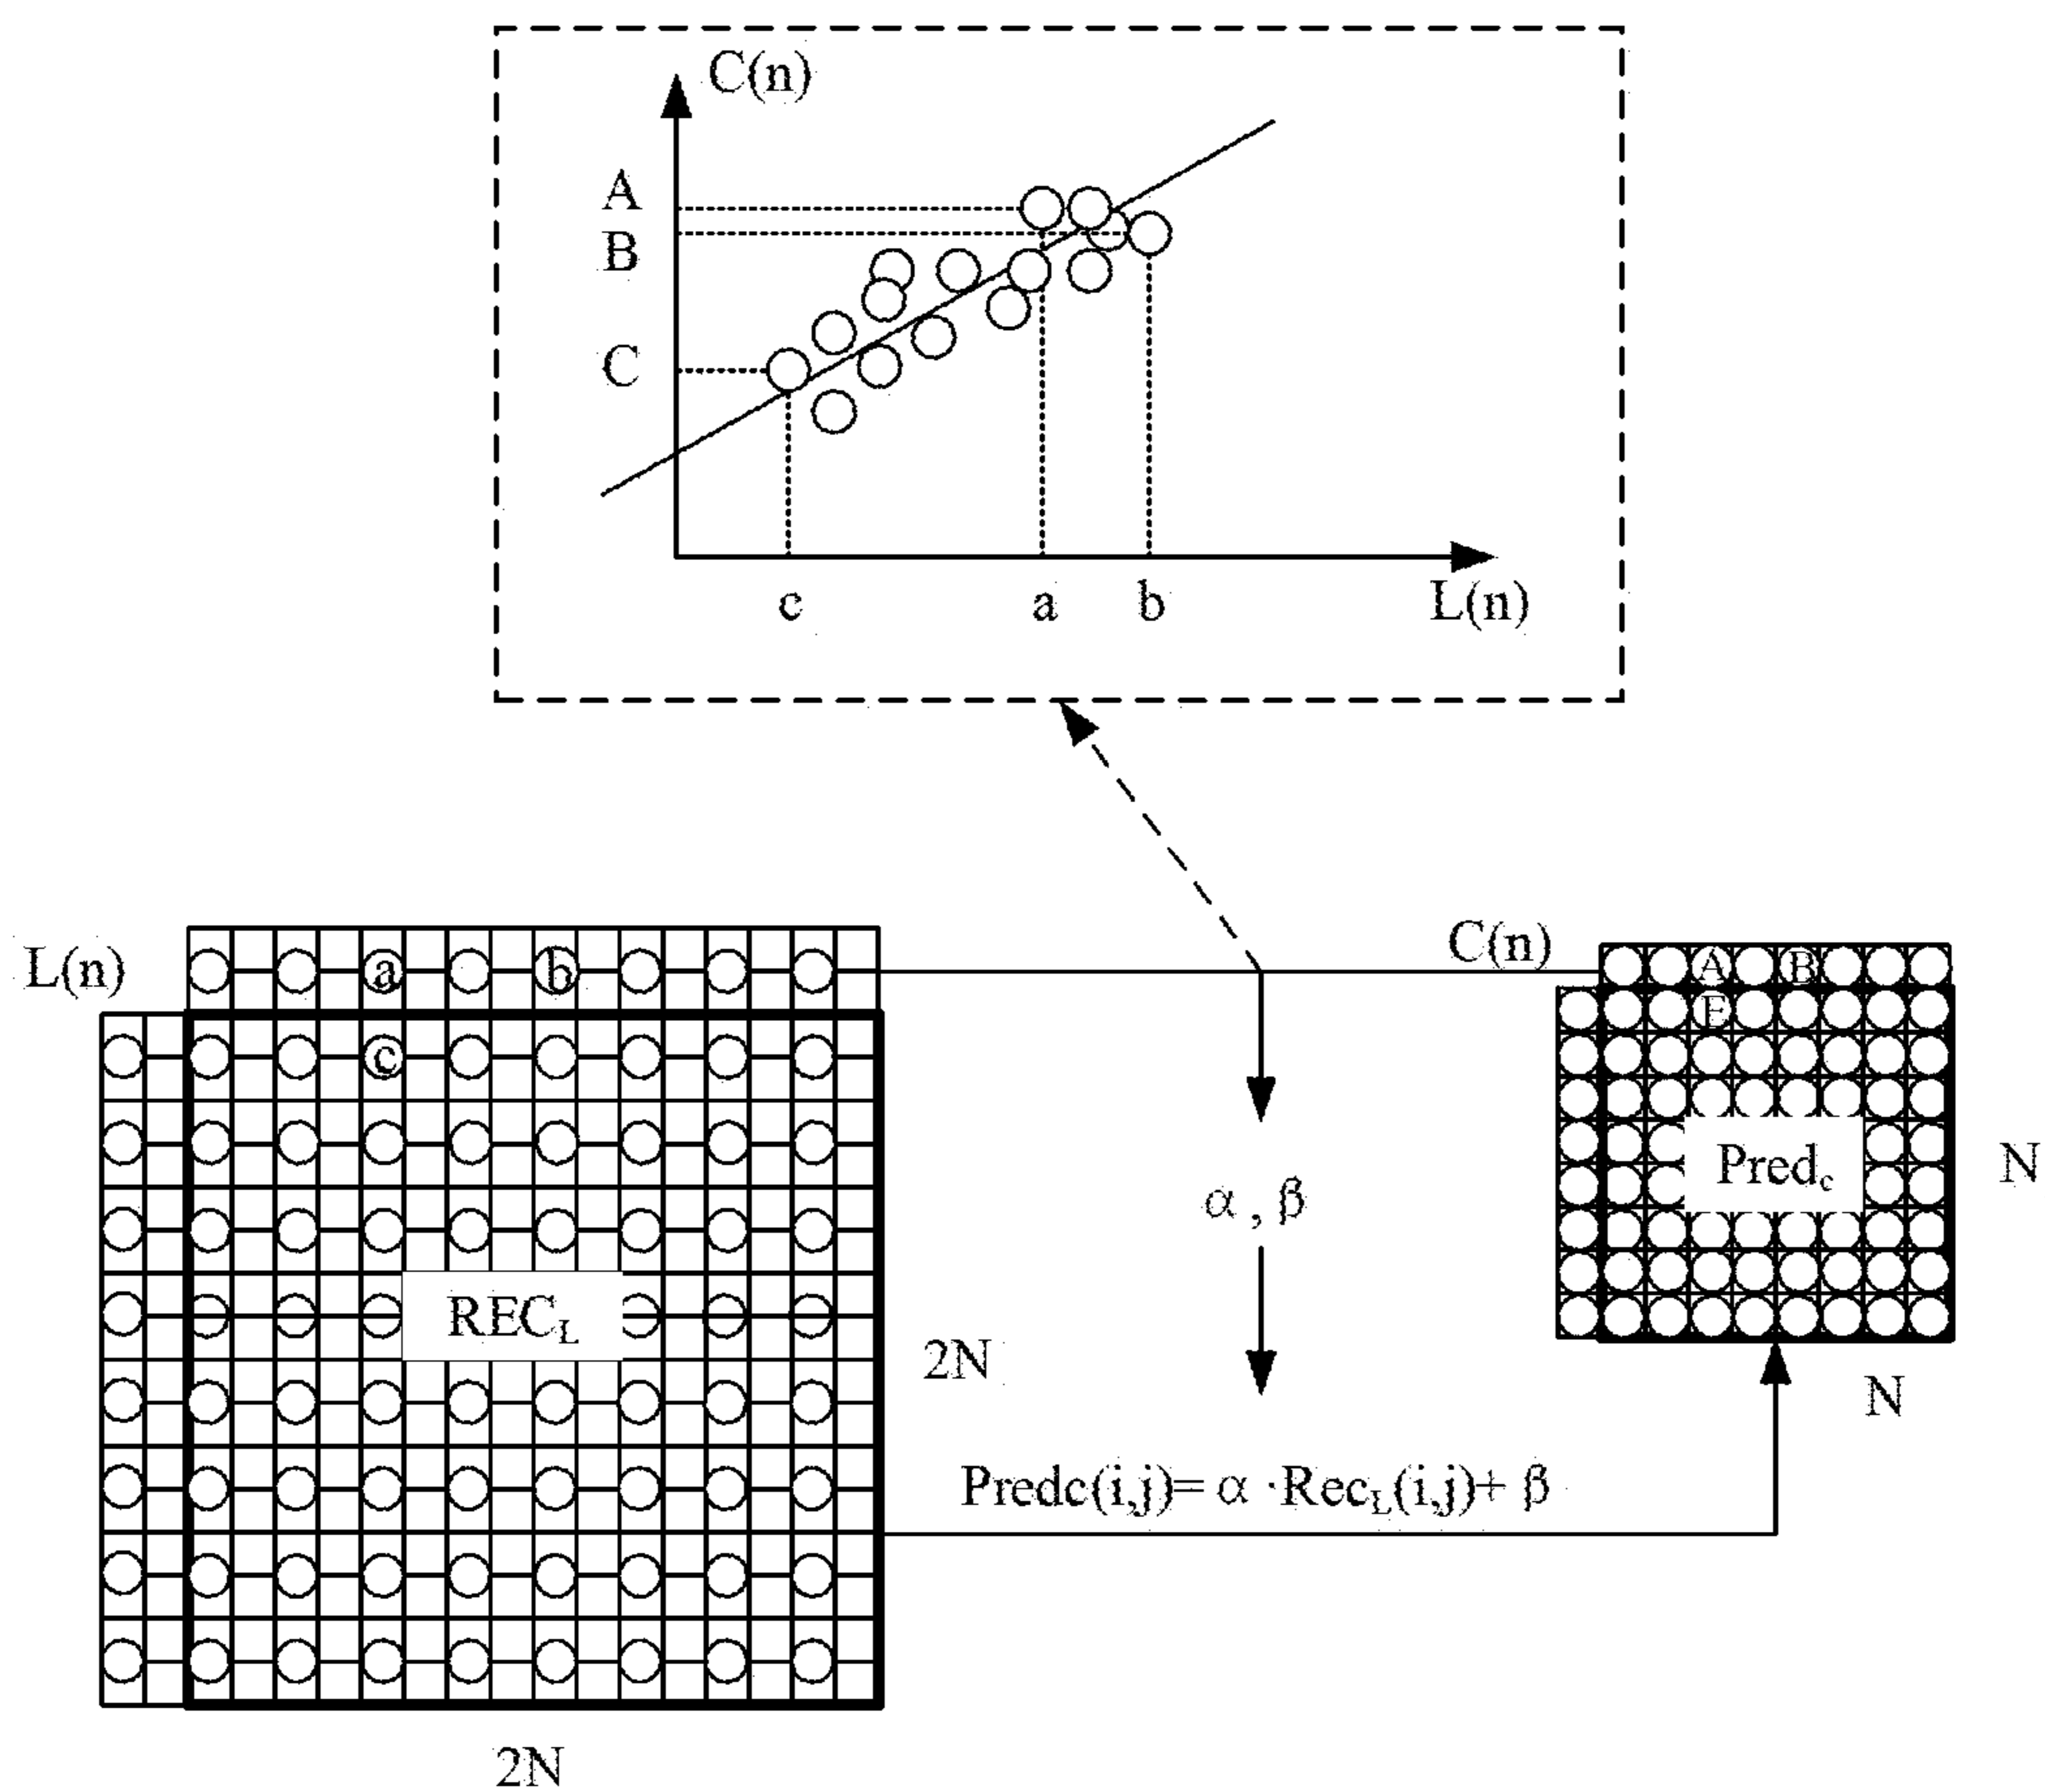 C(n)
A
B
C
c a b L(n)
L(n) a b C(n) A B
c E
α , β Pred_c N
REC_L
2N N
Predc(i,j)= α ·Rec_L(i,j)+ β
2N